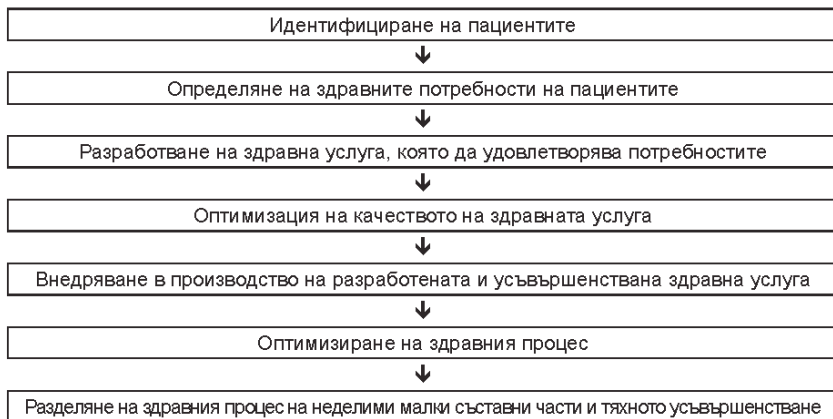 Идентифициране на пациентите
Определяне на здравните потребности на пациентите
Разработване на здравна услуга, която да удовлетворява потребностите
Оптимизация на качеството на здравната услуга
Внедряване в производство на разработената и усъвършенствана здравна услуга
Оптимизиране на здравния процес
Разделяне на здравния процес на неделими малки съставни части и тяхното усъвършенстване